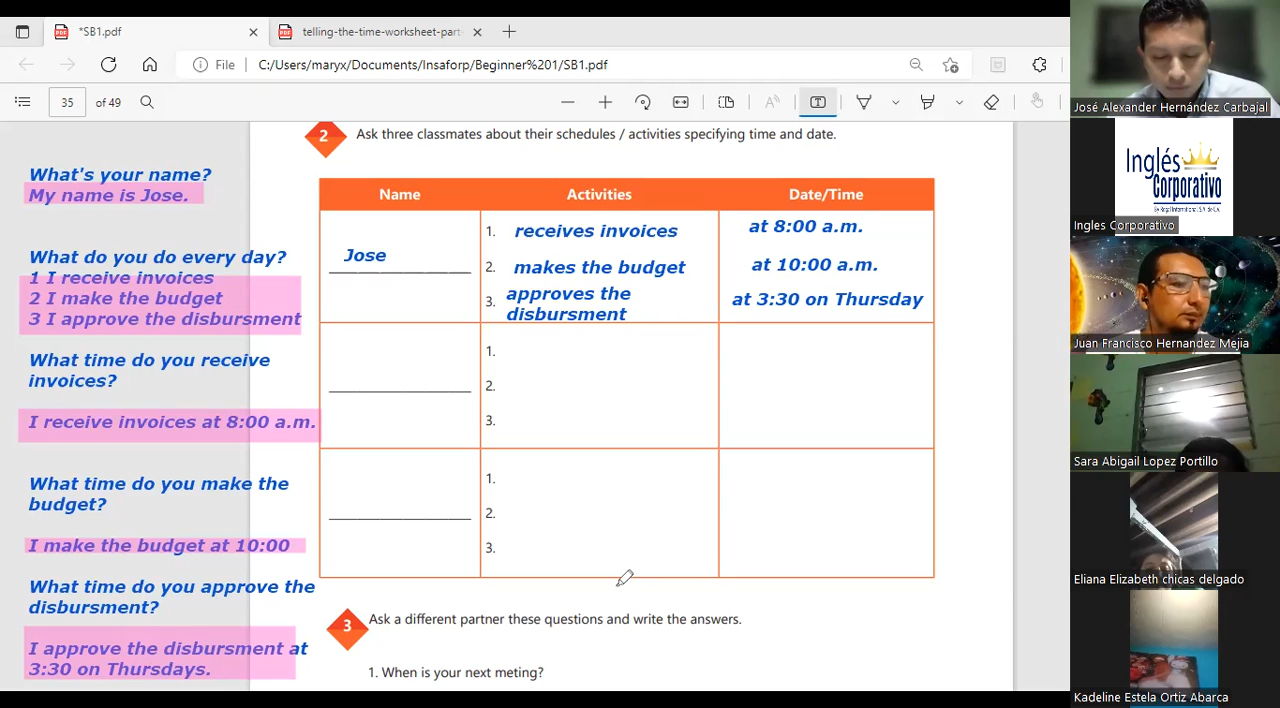 *SB1.pdf
telling-the-time-worksheet-part-
File
C:/Users/maryx/Documents/Insaforp/Beginner%201/SB1.pdf
35 of 49
2 Ask three classmates about their schedules / activities specifying time and date.
What's your name?
My name is Jose.
What do you do every day?
1 I receive invoices
2 I make the budget
3 I approve the disbursment
What time do you receive
invoices?
I receive invoices at 8:00 a.m.
What time do you make the
budget?
I make the budget at 10:00
What time do you approve the
disbursment?
I approve the disbursment at
3:30 on Thursdays.
Name Activities Date/Time
Jose
1. receives invoices at 8:00 a.m.
2. makes the budget at 10:00 a.m.
3. approves the
disbursment
at 3:30 on Thursday
1.
2.
3.
1.
2.
3.
3 Ask a different partner these questions and write the answers.
1. When is your next meting?
José Alexander Hernández Carbajal
Inglés
Corporativo
Ingles Corporativo
Juan Francisco Hernandez Mejia
Sara Abigail Lopez Portillo
Eliana Elizabeth chicas delgado
Kadeline Estela Ortiz Abarca